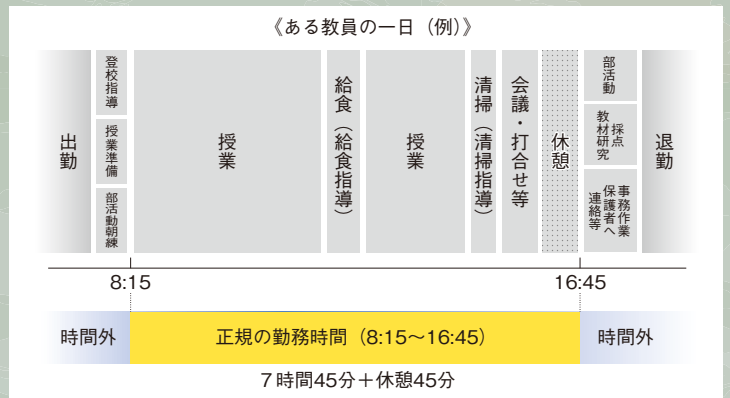 《ある教員の一日（例）》
出勤
登校指導
授業準備
部活動朝練
授業
給食（給食指導）
授業
清掃（清掃指導）
会議・打合せ等
休憩
部活動
採点
教材研究
事務作業
保護者へ
連絡等
退勤
8:15
16:45
時間外
正規の勤務時間（8:15～16:45）
時間外
７時間45分＋休憩45分